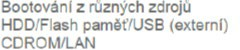 Bootování z různých zdrojů
HDD/Flash paměť/USB (externí)
CDROM/LAN